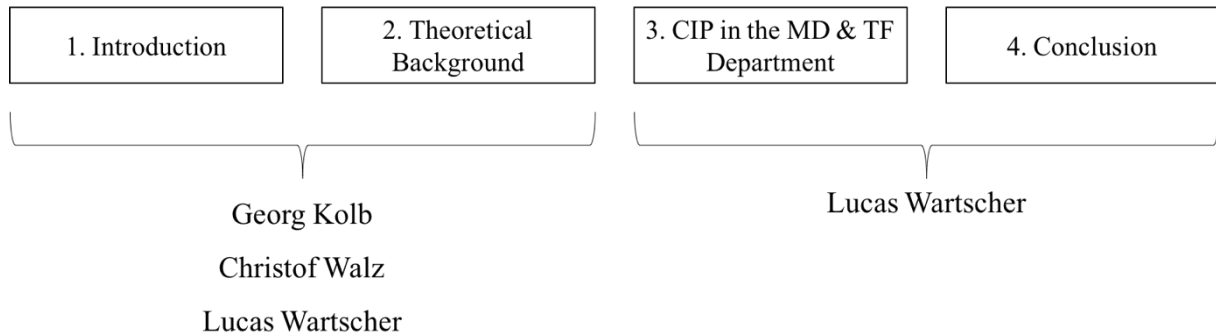 1. Introduction
2. Theoretical
Background
3. CIP in the MD & TF
Department
4. Conclusion
Georg Kolb
Christof Walz
Lucas Wartscher
Lucas Wartscher